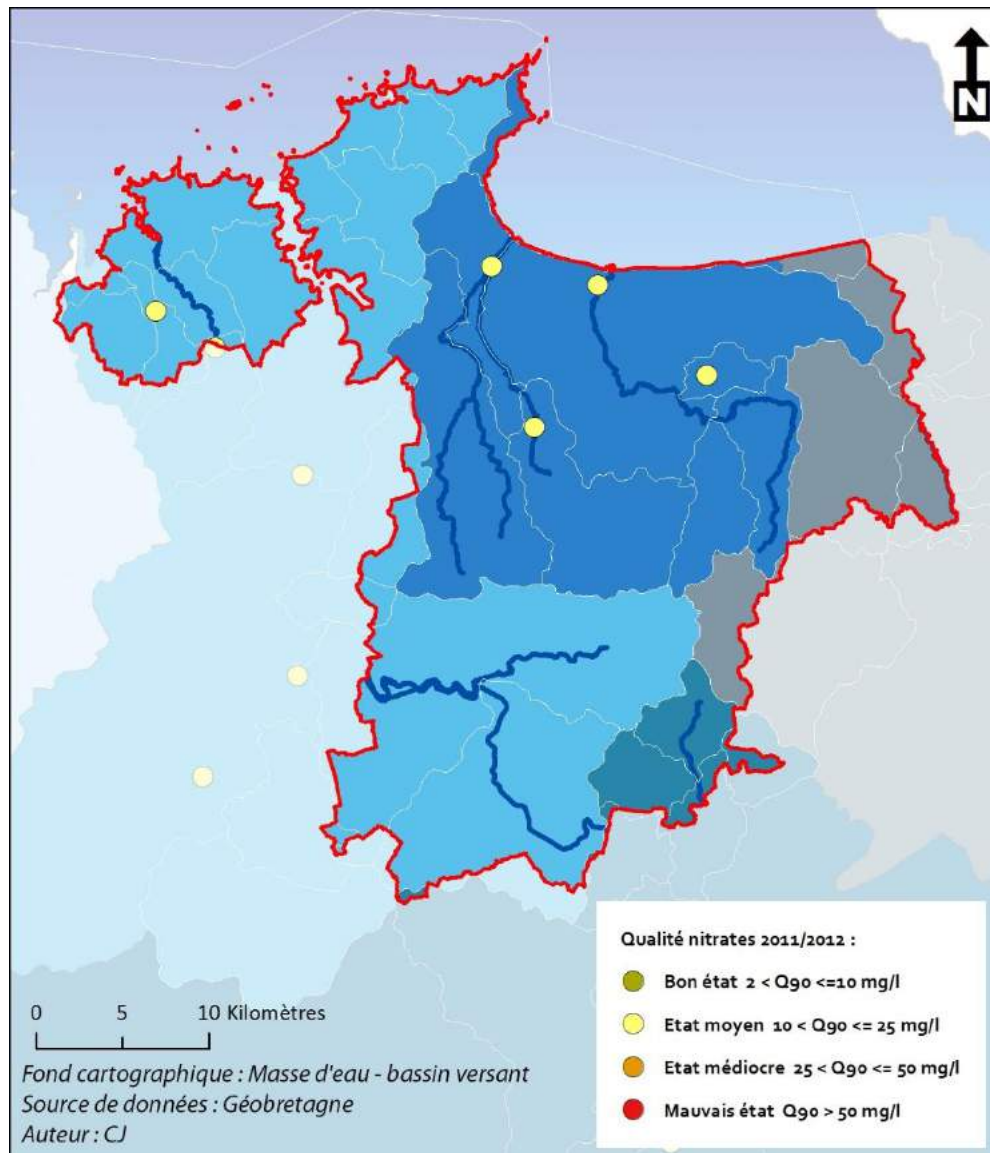 N
Qualité nitrates 2011/2012 :
Bon état 2 < Q90 <=10 mg/l
Etat moyen 10 < Q90 <= 25 mg/l
Etat médiocre 25 < Q90 <= 50 mg/l
Mauvais état Q90 > 50 mg/l
0 5 10 Kilomètres
Fond cartographique : Masse d'eau - bassin versant
Source de données : Géobretagne
Auteur : CJ